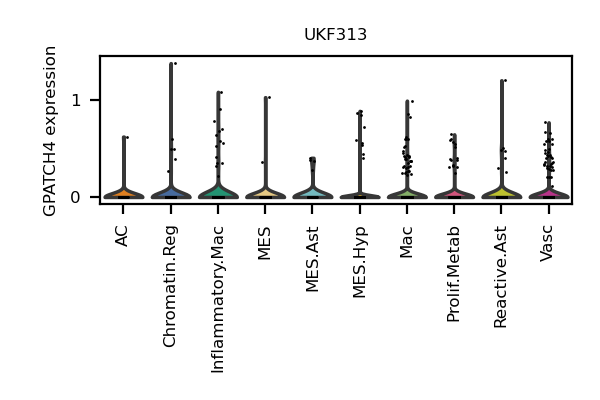 UKF313
GPATCH4 expression
1
0
AC
Chromatin.Reg
Inflammatory.Mac
MES
MES.Ast
MES.Hyp
Mac
Prolif.Metab
Reactive.Ast
Vasc